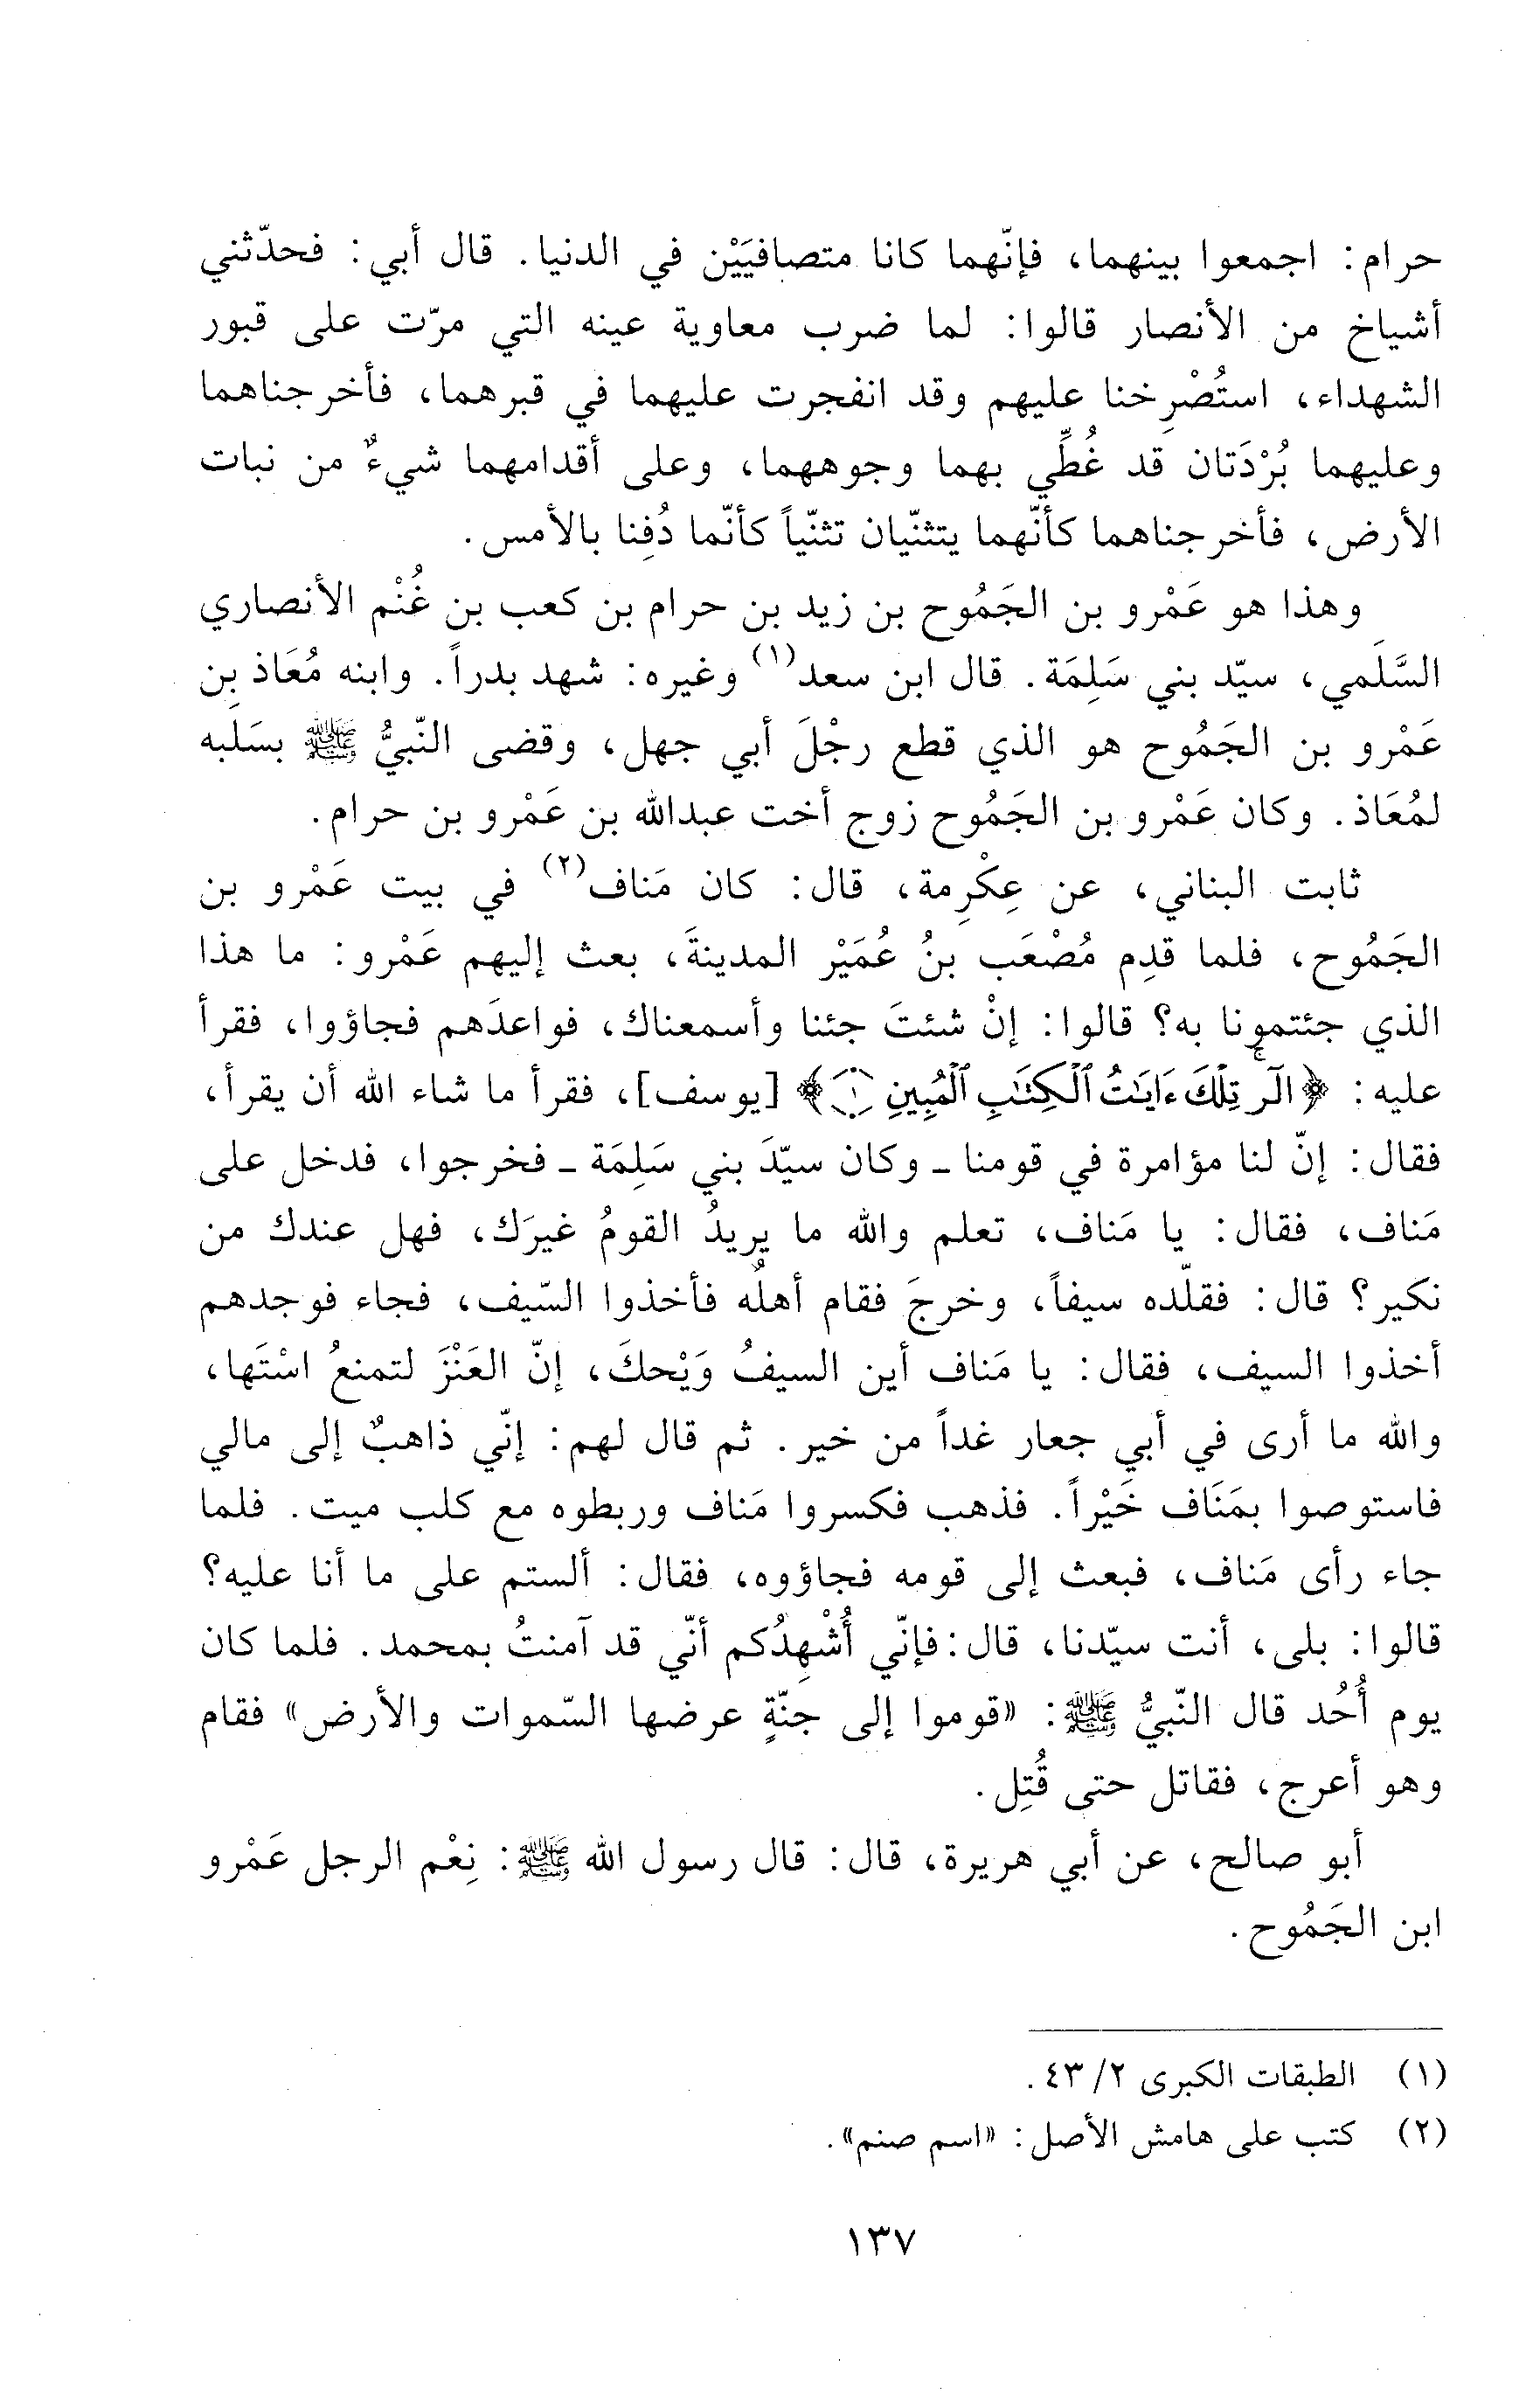 حرام: اجمعوا بينهما، فإنّهما كانا متصافيَيْن في الدنيا. قال أبي: فحدّثني
أشياخ من الأنصار قالوا: لما ضرب معاوية عينه التي مرّت على قبور
الشهداء، استُصْرِخنا عليهم وقد انفجرت عليهما في قبرهما، فأخرجناهما
وعليهما بُرْدَتان قد غُطِّي بهما وجوههما، وعلى أقدامهما شيءٌ من نبات
الأرض، فأخرجناهما كأنّهما يتثنّيان تثنّياً كأنّما دُفِنا بالأمس.
وهذا هو عَمْرو بن الجَمُوح بن زيد بن حرام بن كعب بن غُنْم الأنصاري
السَّلَمي، سيّد بني سَلِمَة. قال ابن سعد(١) وغيره: شهد بدراً. وابنه مُعَاذ بن
عَمْرو بن الجَمُوح هو الذي قطع رجْلَ أبي جهل، وقضى النّبيُّ ﷺ بسَلَبه
لمُعَاذ. وكان عَمْرو بن الجَمُوح زوج أخت عبدالله بن عَمْرو بن حرام.
ثابت البناني، عن عِكْرِمة، قال: كان مَناف(٢) في بيت عَمْرو بن
الجَمُوح، فلما قدِم مُصْعَب بنُ عُمَيْر المدينةَ، بعث إليهم عَمْرو: ما هذا
الذي جئتمونا به؟ قالوا: إنْ شئتَ جئنا وأسمعناك، فواعدَهم فجاؤوا، فقرأ
عليه: ﴿الٓرۚ تِلۡكَ ءَايَٰتُ ٱلۡكِتَٰبِ ٱلۡمُبِينِ ١﴾ [يوسف]، فقرأ ما شاء الله أن يقرأ،
فقال: إنّ لنا مؤامرة في قومنا ـ وكان سيّدَ بني سَلِمَة ـ فخرجوا، فدخل على
مَناف، فقال: يا مَناف، تعلم والله ما يريدُ القومُ غيرَك، فهل عندك من
نكير؟ قال: فقلّده سيفاً، وخرجَ فقام أهلُه فأخذوا السّيف، فجاء فوجدهم
أخذوا السيف، فقال: يا مَناف أين السيفُ وَيْحكَ، إنّ العَنْزَ لتمنعُ اسْتَها،
والله ما أرى في أبي جعار غداً من خير. ثم قال لهم: إنّي ذاهبٌ إلى مالي
فاستوصوا بمَنَاف خَيْراً. فذهب فكسروا مَناف وربطوه مع كلب ميت. فلما
جاء رأى مَناف، فبعث إلى قومه فجاؤوه، فقال: ألستم على ما أنا عليه؟
قالوا: بلى، أنت سيّدنا، قال: فإنّي أُشْهِدُكم أنّي قد آمنتُ بمحمد. فلما كان
يوم أُحُد قال النّبيُّ ﷺ: «قوموا إلى جنّةٍ عرضها السّموات والأرض» فقام
وهو أعرج، فقاتل حتى قُتِل.
أبو صالح، عن أبي هريرة، قال: قال رسول الله ﷺ: نِعْم الرجل عَمْرو
ابن الجَمُوح.
(١) الطبقات الكبرى ٢/ ٤٣.
(٢) كتب على هامش الأصل: «اسم صنم».
١٣٧